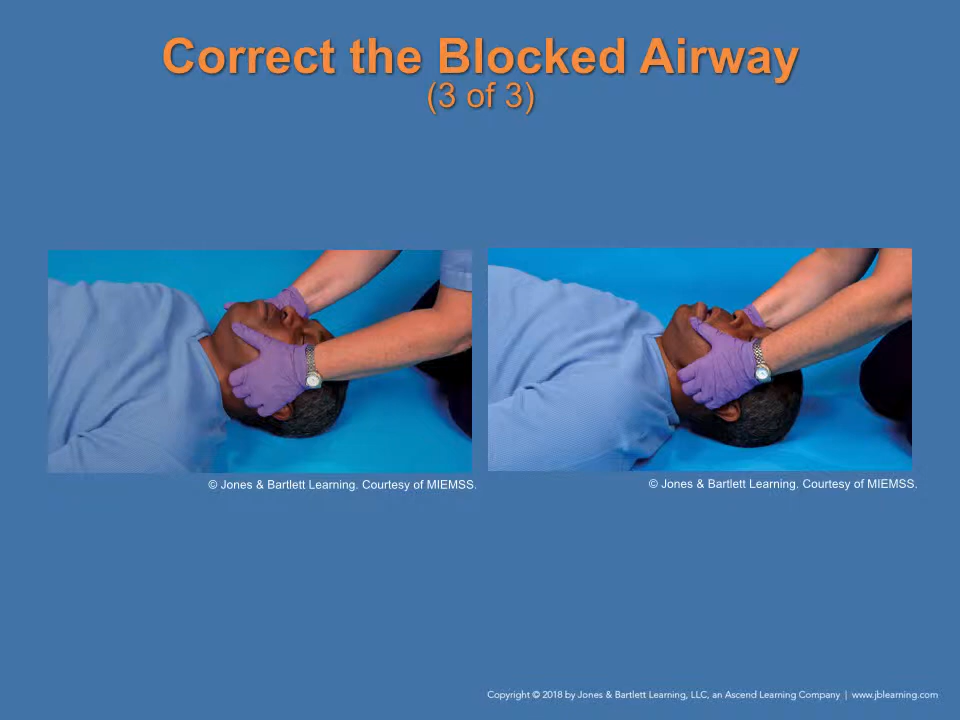 Correct the Blocked Airway
(3 of 3)
© Jones & Bartlett Learning. Courtesy of MIEMSS.
© Jones & Bartlett Learning. Courtesy of MIEMSS.
Copyright © 2018 by Jones & Bartlett Learning, LLC, an Ascend Learning Company | www.jblearning.com